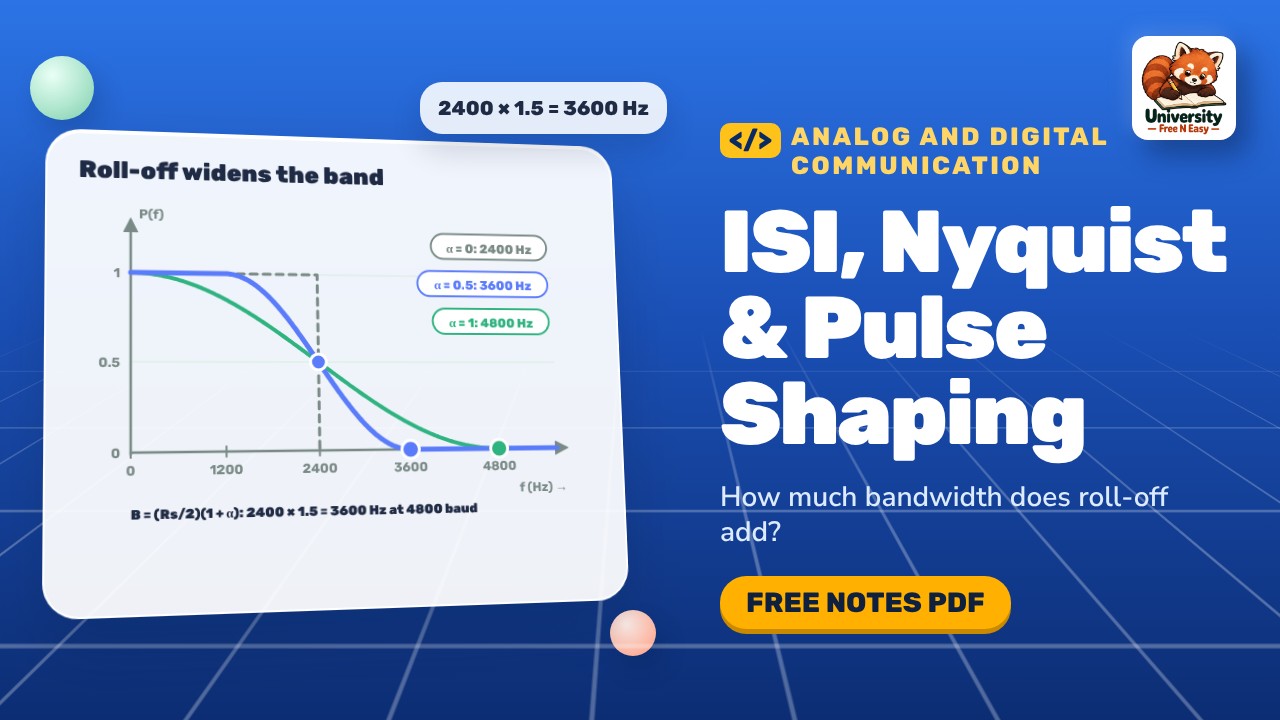 2400 × 1.5 = 3600 Hz
Roll-off widens the band
P(f)
α = 0: 2400 Hz
α = 0.5: 3600 Hz
α = 1: 4800 Hz
1
0.5
0
0
1200
2400
3600
4800
f (Hz) →
B = (Rs/2)(1 + α): 2400 × 1.5 = 3600 Hz at 4800 baud
University
— Free N Easy —
</> ANALOG AND DIGITAL
COMMUNICATION
ISI, Nyquist
& Pulse
Shaping
How much bandwidth does roll-off
add?
FREE NOTES PDF